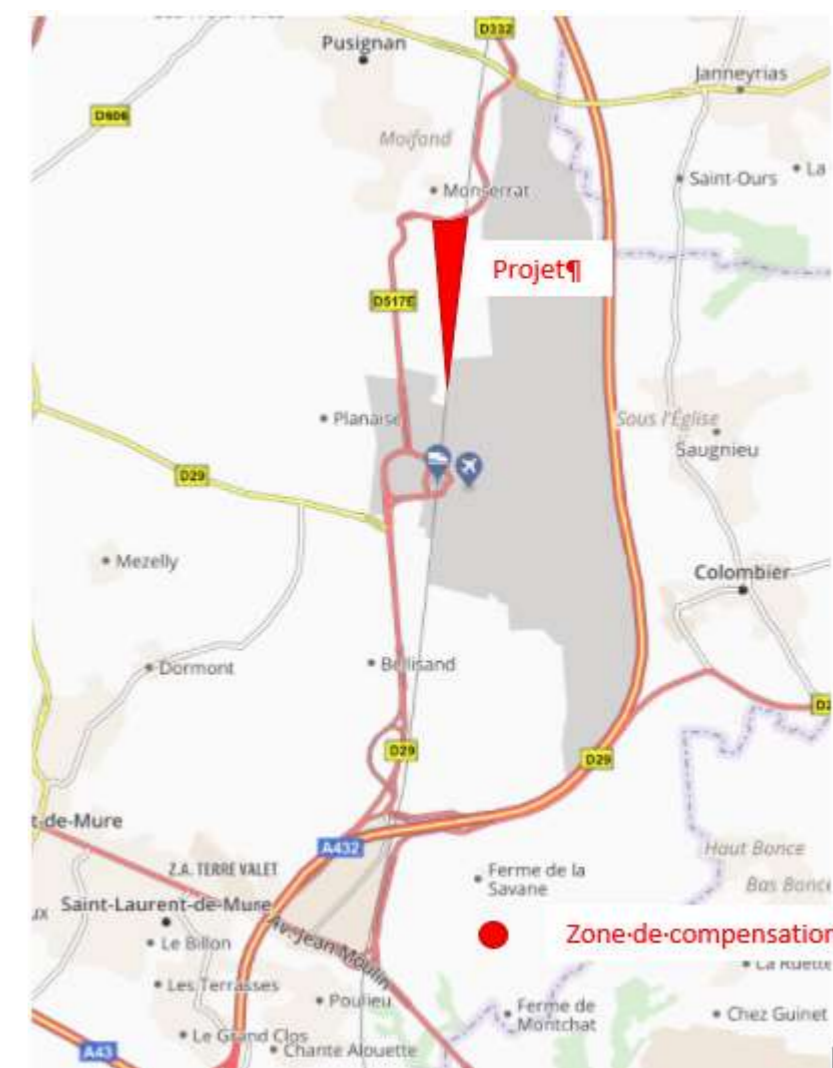 D332
Pusignan
Janneyrias
D606
Moifond
Saint-Ours
La
Monserrat
Projet¶
D517E
Planaise
Sous l'Église
Saugnieu
D29
Mezelly
Colombier
Dormont
Bellisand
D2
D29
D29
t-de-Mure
A432
Haut Bonce
Z.A. TERRE VALET
Ferme de la
Savane
Bas Bonce
Saint-Laurent-de-Mure
ux
Av. Jean Moulin
Zone·de·compensation
Le Billon
La Ruette
Les Terrasses
Poulieu
Ferme de
Montchat
Chez Guinet
Le Grand Clos
A43
Chante Alouette